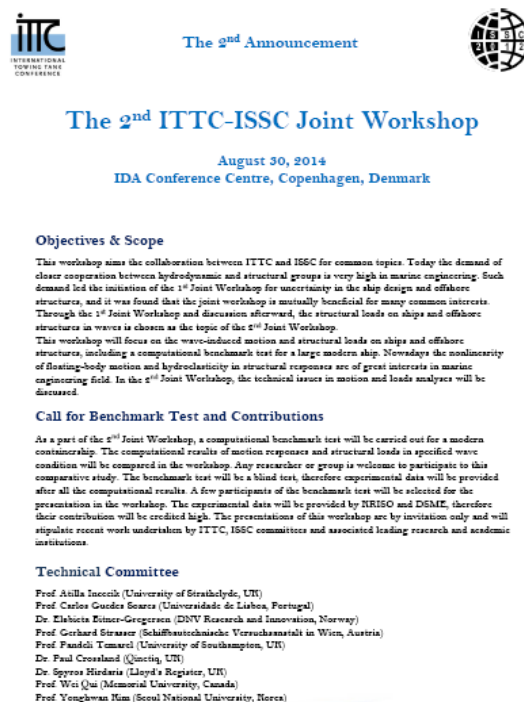 ITTC
INTERNATIONAL
TOWING TANK
CONFERENCE
The 2nd Announcement
ISSC
2012
The 2nd ITTC-ISSC Joint Workshop
August 30, 2014
IDA Conference Centre, Copenhagen, Denmark
Objectives & Scope
This workshop aims the collaboration between ITTC and ISSC for common topics. Today the demand of
closer cooperation between hydrodynamic and structural groups is very high in marine engineering. Such
demand led the initiation of the 1st Joint Workshop for uncertainty in the ship design and offshore
structures, and it was found that the joint workshop is mutually beneficial for many common interests.
Through the 1st Joint Workshop and discussion afterward, the structural loads on ships and offshore
structures in waves is chosen as the topic of the 2nd Joint Workshop.
This workshop will focus on the wave-induced motion and structural loads on ships and offshore
structures, including a computational benchmark test for a large modern ship. Nowadays the nonlinearity
of floating-body motion and hydroelasticity in structural responses are of great interests in marine
engineering field. In the 2nd Joint Workshop, the technical issues in motion and loads analyses will be
discussed.
Call for Benchmark Test and Contributions
As a part of the 2nd Joint Workshop, a computational benchmark test will be carried out for a modern
containership. The computational results of motion responses and structural loads in specified wave
condition will be compared in the workshop. Any researcher or group is welcome to participate to this
comparative study. The benchmark test will be a blind test, therefore experimental data will be provided
after all the computational results. A few participants of the benchmark test will be selected for the
presentation in the workshop. The experimental data will be provided by KRISO and DSME, therefore
their contribution will be credited high. The presentations of this workshop are by invitation only and will
stipulate recent work undertaken by ITTC, ISSC committees and associated leading research and academic
institutions.
Technical Committee
Prof. Atilla Incecik (University of Strathclyde, UK)
Prof. Carlos Guedes Soares (Universidade de Lisboa, Portugal)
Dr. Elzbieta Bitner-Gregersen (DNV Research and Innovation, Norway)
Prof. Gerhard Strasser (Schiffbautechnische Versuchsanstalt in Wien, Austria)
Prof. Pandeli Temarel (University of Southampton, UK)
Dr. Paul Crossland (Qinetiq, UK)
Dr. Spyros Hirdaris (Lloyd's Register, UK)
Prof. Wei Qui (Memorial University, Canada)
Prof. Yonghwan Kim (Seoul National University, Korea)